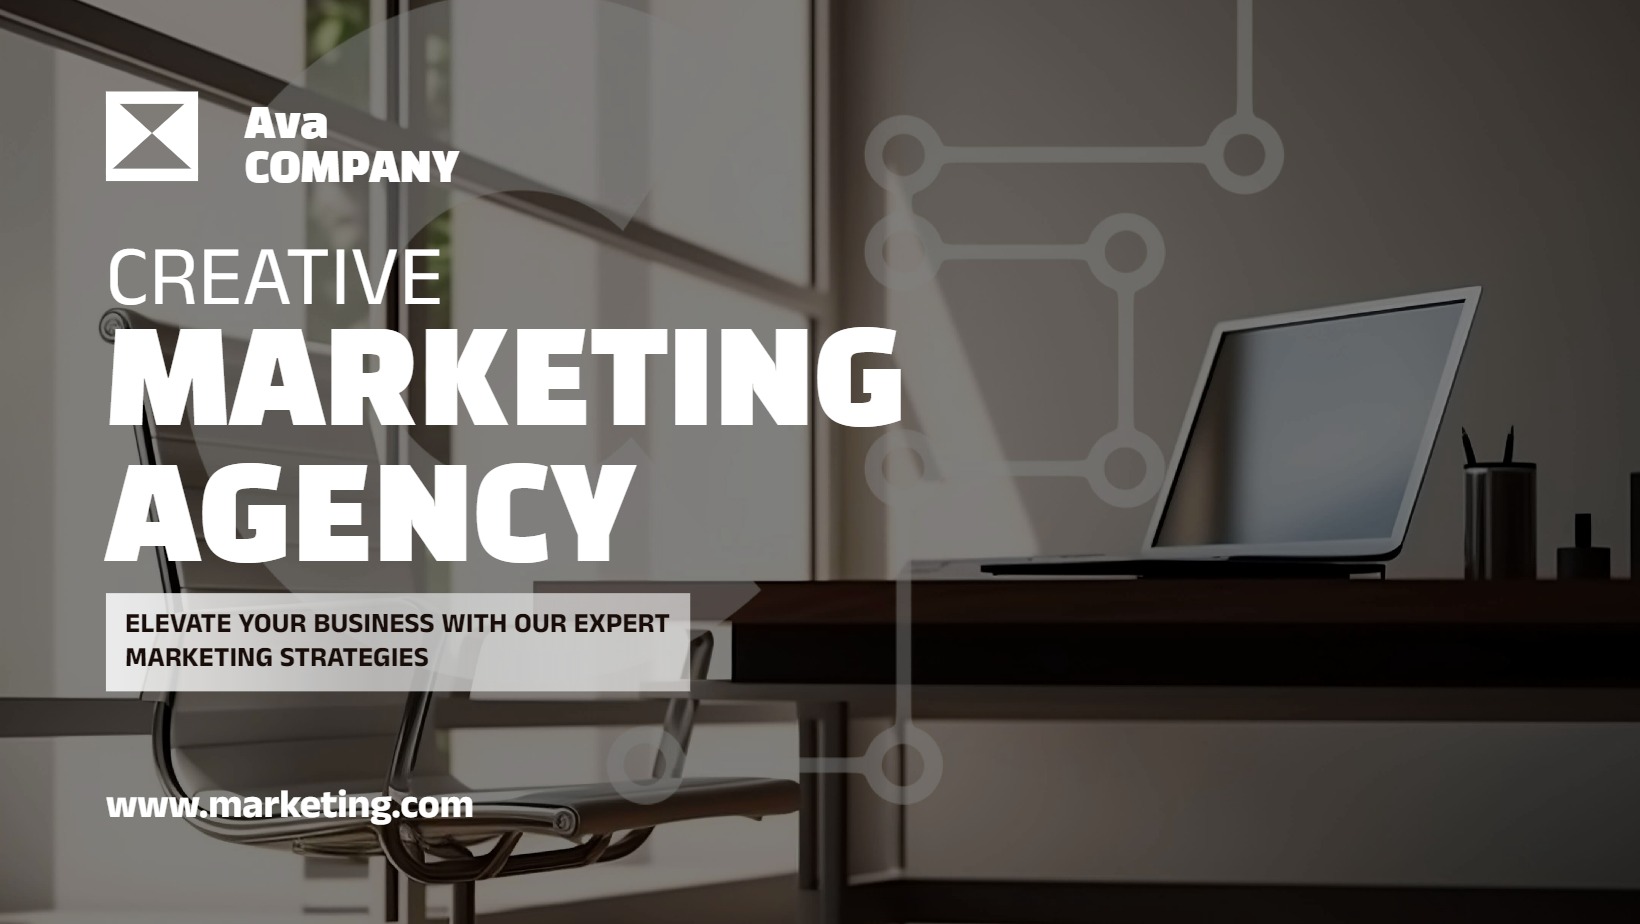 Ava
COMPANY
CREATIVE
MARKETING
AGENCY
ELEVATE YOUR BUSINESS WITH OUR EXPERT
MARKETING STRATEGIES
www.marketing.com